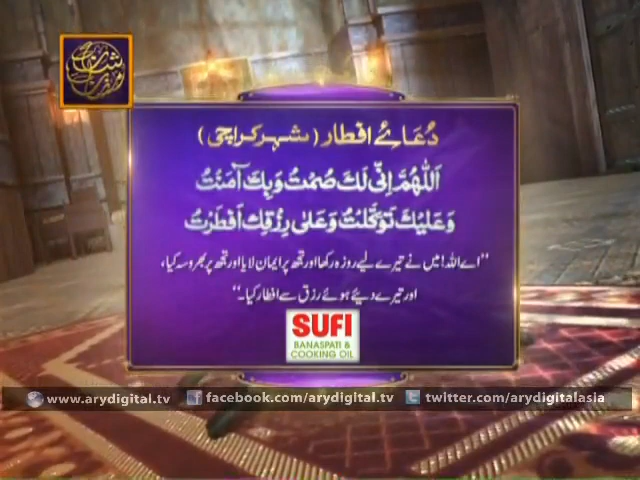 دُعَائے افطار (شہر کراچی)
اَللّٰهُمَّ اِنِّی لَكَ صُمْتُ وَبِكَ آمَنْتُ
وَعَلَيْكَ تَوَكَّلْتُ وَعَلٰی رِزْقِكَ اَفْطَرْتُ
"اے اللہ! میں نے تیرے لیے روزہ رکھا اور تجھ پر ایمان لایا اور تجھ پر بھروسہ کیا،
اور تیرے دیئے ہوئے رزق سے افطار کیا۔"
SUFI
BANASPATI &
COOKING OIL
www.arydigital.tv facebook.com/arydigital.tv twitter.com/arydigitalasia